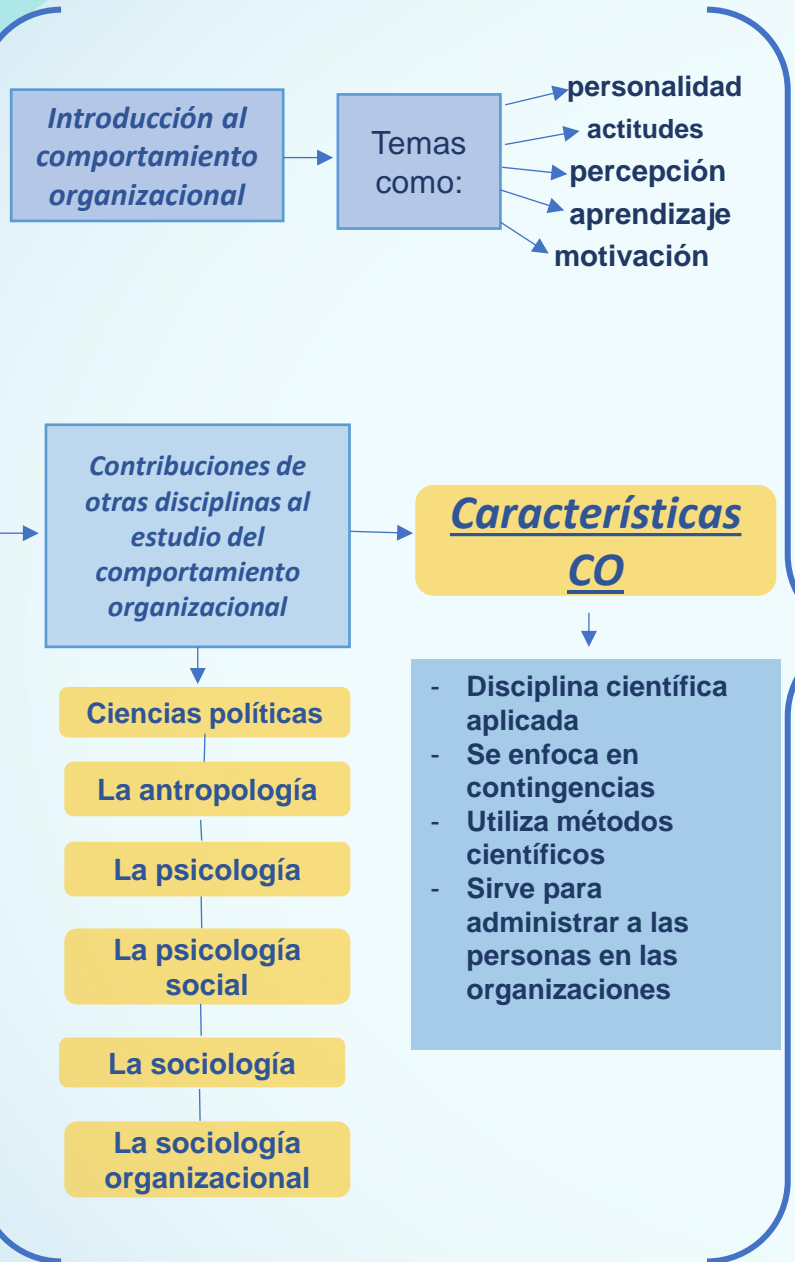 Introducción al
comportamiento
organizacional
Temas
como:
personalidad
actitudes
percepción
aprendizaje
motivación
Contribuciones de
otras disciplinas al
estudio del
comportamiento
organizacional
Ciencias políticas
La antropología
La psicología
La psicología
social
La sociología
La sociología
organizacional
Características
CO
- Disciplina científica
aplicada
- Se enfoca en
contingencias
- Utiliza métodos
científicos
- Sirve para
administrar a las
personas en las
organizaciones